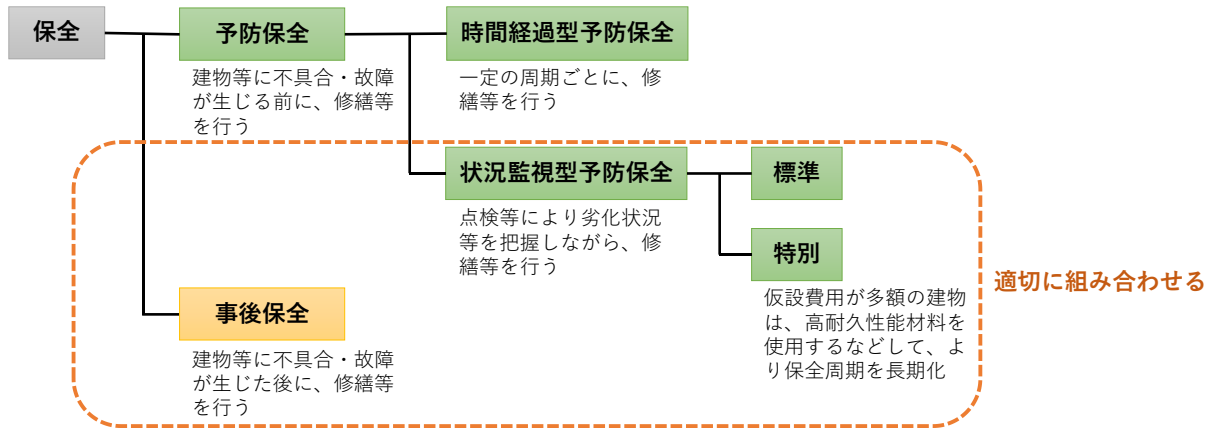 保全
予防保全
建物等に不具合・故障
が生じる前に、修繕等
を行う
時間経過型予防保全
一定の周期ごとに、修
繕等を行う
状況監視型予防保全
点検等により劣化状況
等を把握しながら、修
繕等を行う
標準
特別
仮設費用が多額の建物
は、高耐久性能材料を
使用するなどして、よ
り保全周期を長期化
事後保全
建物等に不具合・故障
が生じた後に、修繕等
を行う
適切に組み合わせる